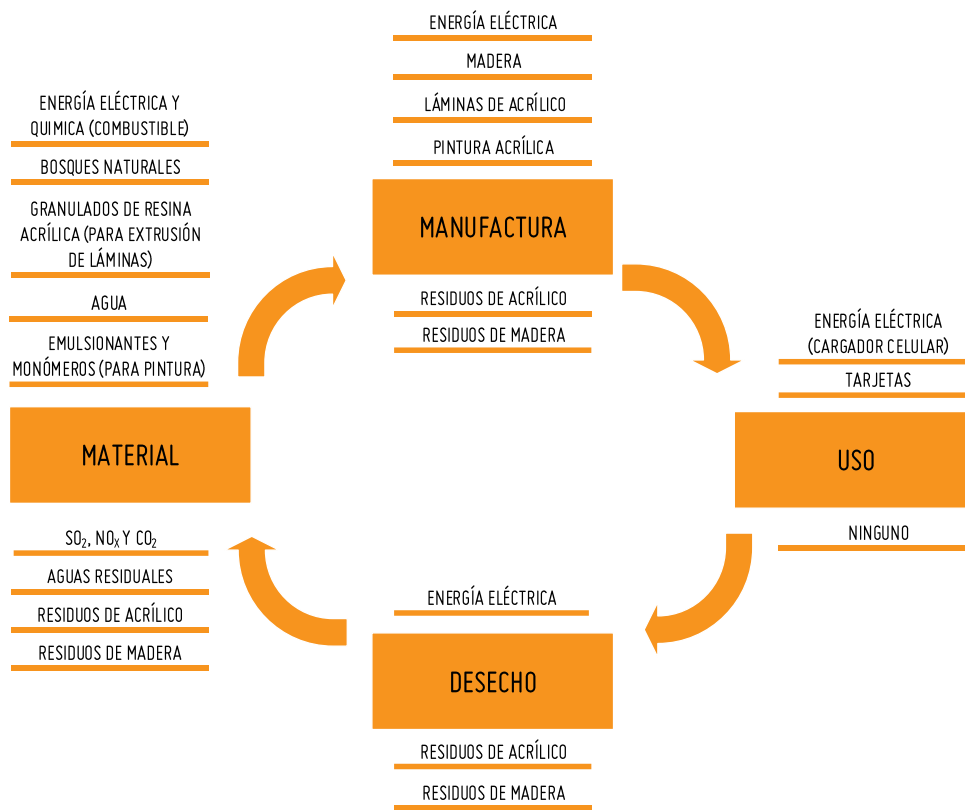 ENERGÍA ELÉCTRICA
MADERA
LÁMINAS DE ACRÍLICO
PINTURA ACRÍLICA
MANUFACTURA
RESIDUOS DE ACRÍLICO
RESIDUOS DE MADERA
ENERGÍA ELÉCTRICA
(CARGADOR CELULAR)
TARJETAS
USO
NINGUNO
ENERGÍA ELÉCTRICA
DESECHO
RESIDUOS DE ACRÍLICO
RESIDUOS DE MADERA
ENERGÍA ELÉCTRICA Y
QUIMICA (COMBUSTIBLE)
BOSQUES NATURALES
GRANULADOS DE RESINA
ACRÍLICA (PARA EXTRUSIÓN
DE LÁMINAS)
AGUA
EMULSIONANTES Y
MONÓMEROS (PARA PINTURA)
MATERIAL
SO₂, NOₓ Y CO₂
AGUAS RESIDUALES
RESIDUOS DE ACRÍLICO
RESIDUOS DE MADERA